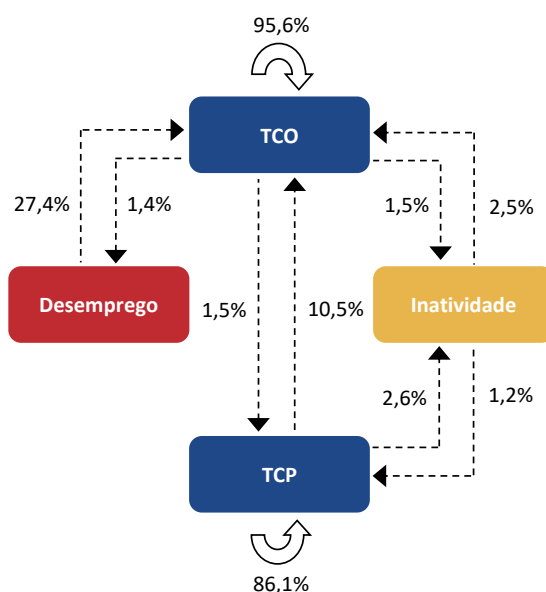 95,6%
TCO
27,4%
1,4%
1,5%
2,5%
Desemprego
1,5%
10,5%
Inatividade
2,6%
1,2%
TCP
86,1%